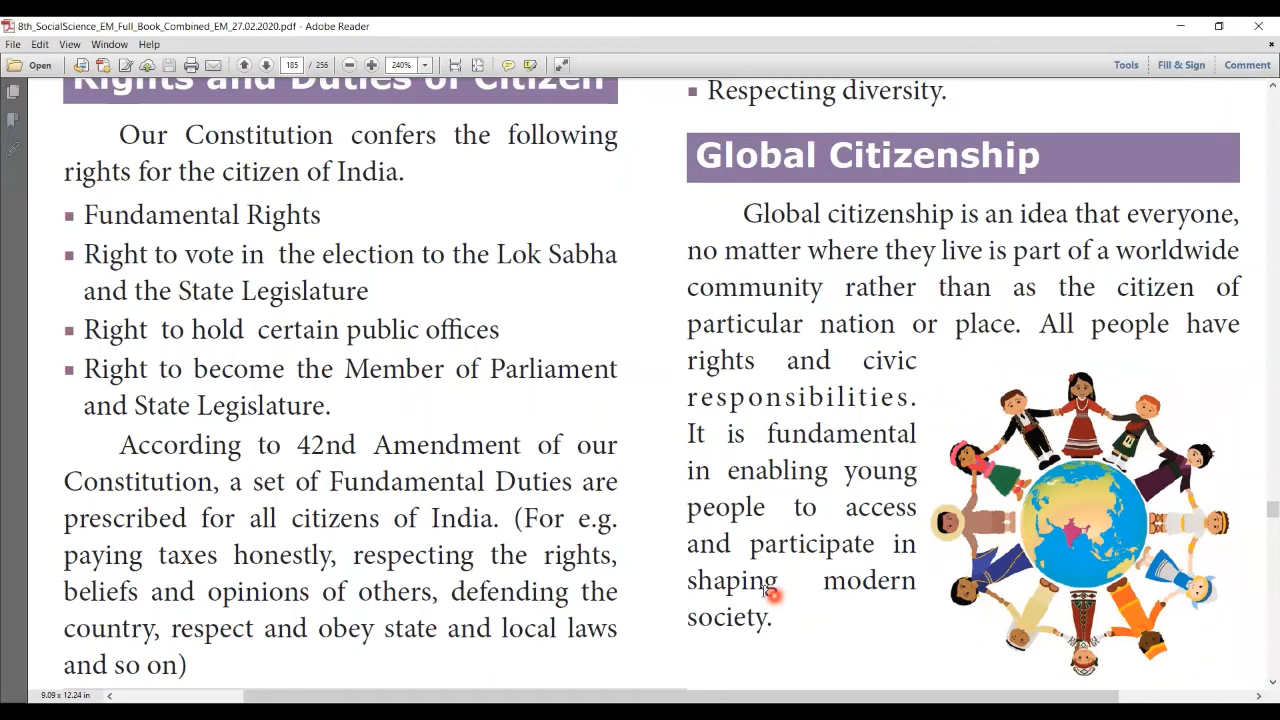 8th_SocialScience_EM_Full_Book_Combined_EM_27.02.2020.pdf - Adobe Reader
File Edit View Window Help
Open 185 / 256 240% Tools Fill & Sign Comment
Rights and Duties of Citizen
Our Constitution confers the following
rights for the citizen of India.
▪ Fundamental Rights
▪ Right to vote in the election to the Lok Sabha
and the State Legislature
▪ Right to hold certain public offices
▪ Right to become the Member of Parliament
and State Legislature.
According to 42nd Amendment of our
Constitution, a set of Fundamental Duties are
prescribed for all citizens of India. (For e.g.
paying taxes honestly, respecting the rights,
beliefs and opinions of others, defending the
country, respect and obey state and local laws
and so on)
▪ Respecting diversity.
Global Citizenship
Global citizenship is an idea that everyone,
no matter where they live is part of a worldwide
community rather than as the citizen of
particular nation or place. All people have
rights and civic
responsibilities.
It is fundamental
in enabling young
people to access
and participate in
shaping modern
society.
9.09 x 12.24 in